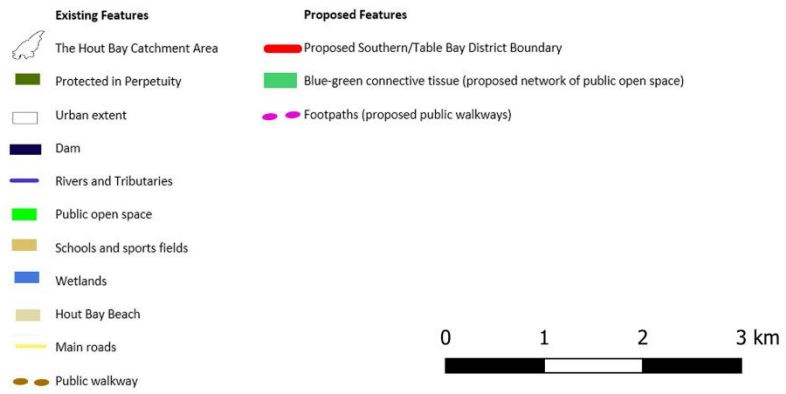 Existing Features
The Hout Bay Catchment Area
Protected in Perpetuity
Urban extent
Dam
Rivers and Tributaries
Public open space
Schools and sports fields
Wetlands
Hout Bay Beach
Main roads
Public walkway
Proposed Features
Proposed Southern/Table Bay District Boundary
Blue-green connective tissue (proposed network of public open space)
Footpaths (proposed public walkways)
0 1 2 3 km